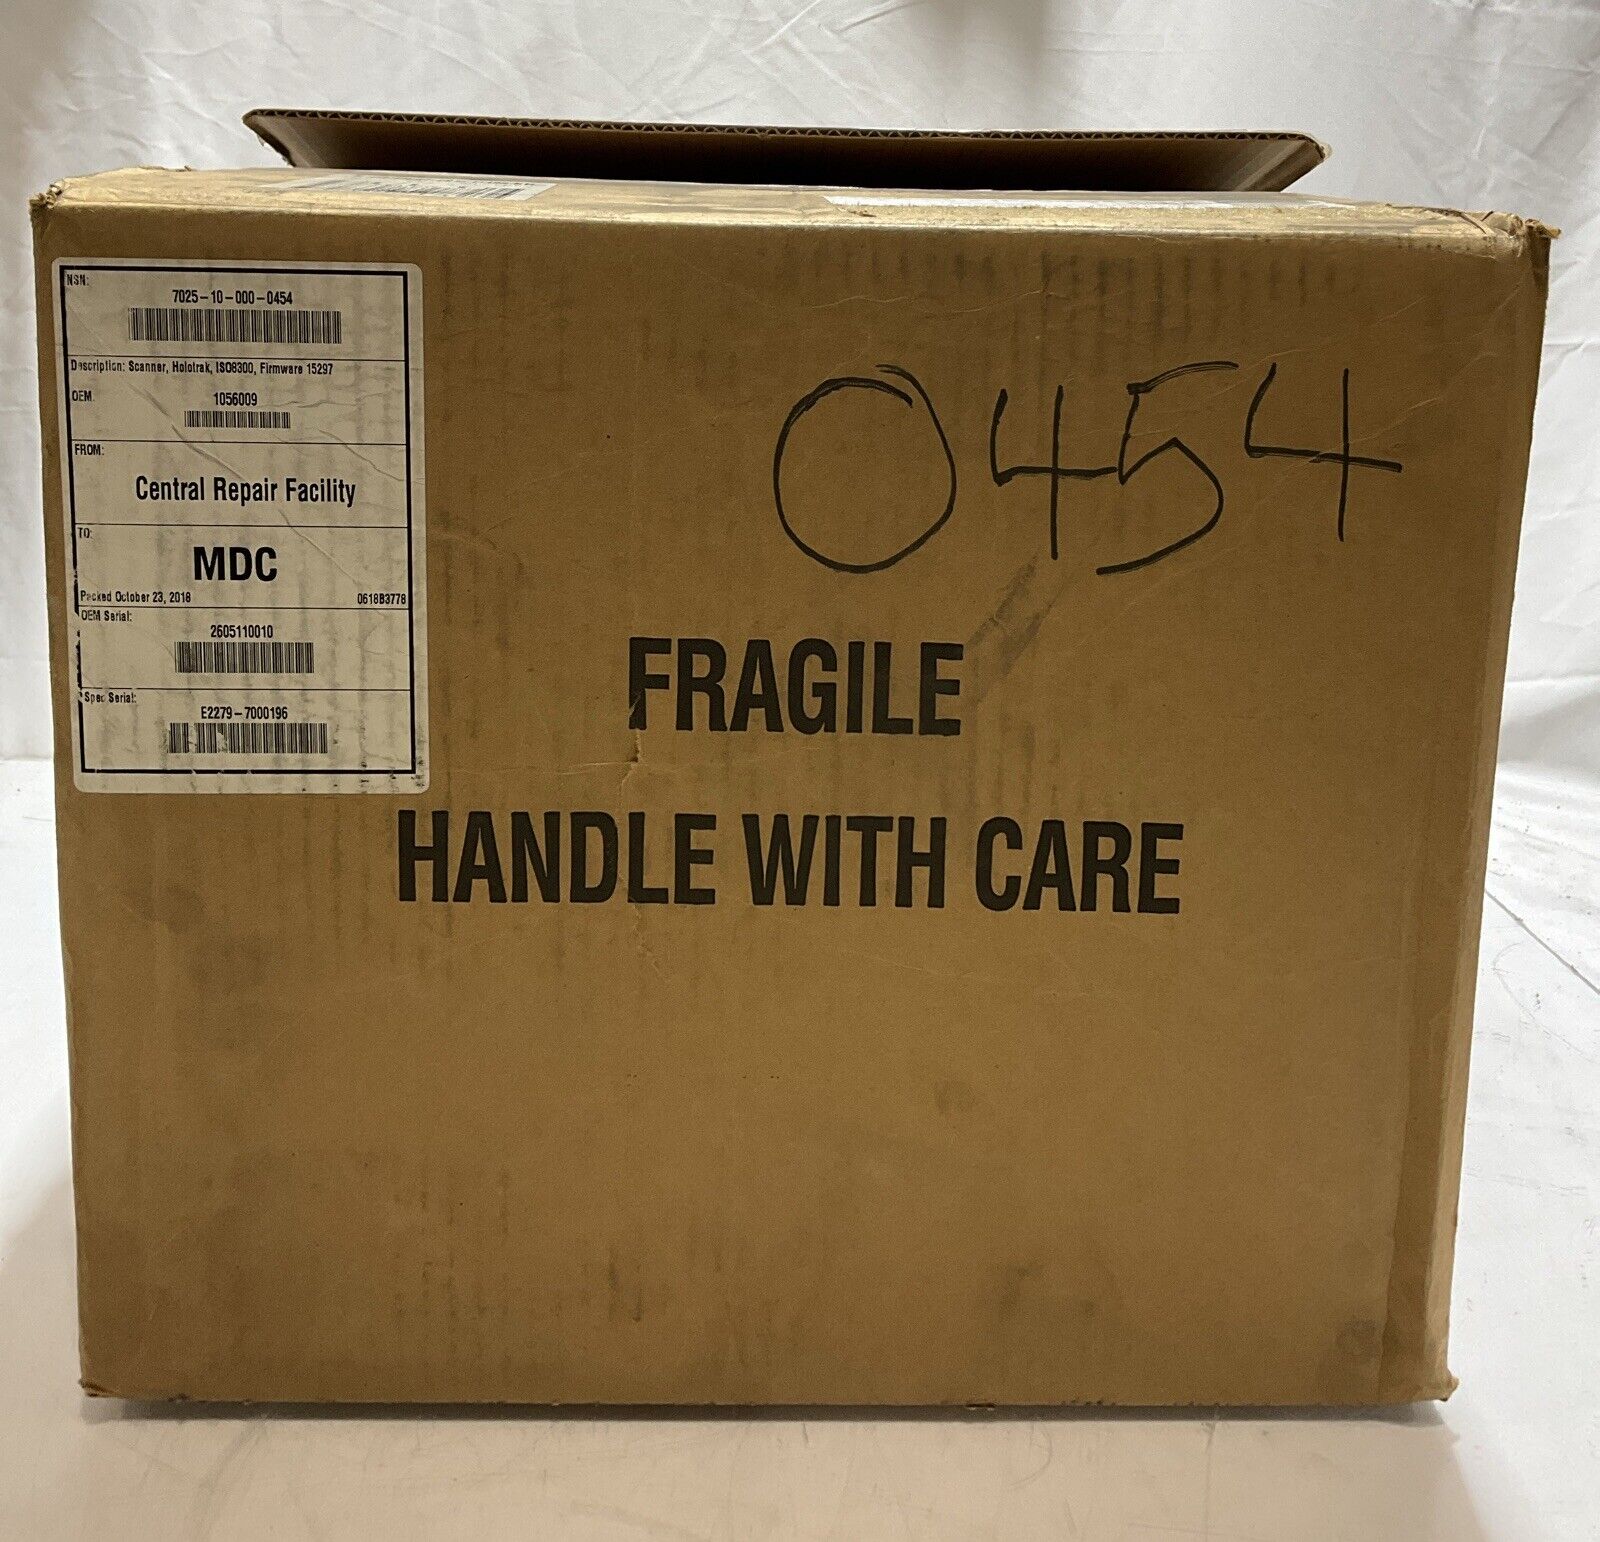 NSN:
7025-10-000-0454
Description: Scanner, Holotrak, ISO8300, Firmware 15297
OEM:
1056009
FROM:
Central Repair Facility
TO:
MDC
Packed October 23, 2018 0618B3778
OEM Serial:
2605110010
Spec Serial:
E2279-7000196
0454
FRAGILE
HANDLE WITH CARE